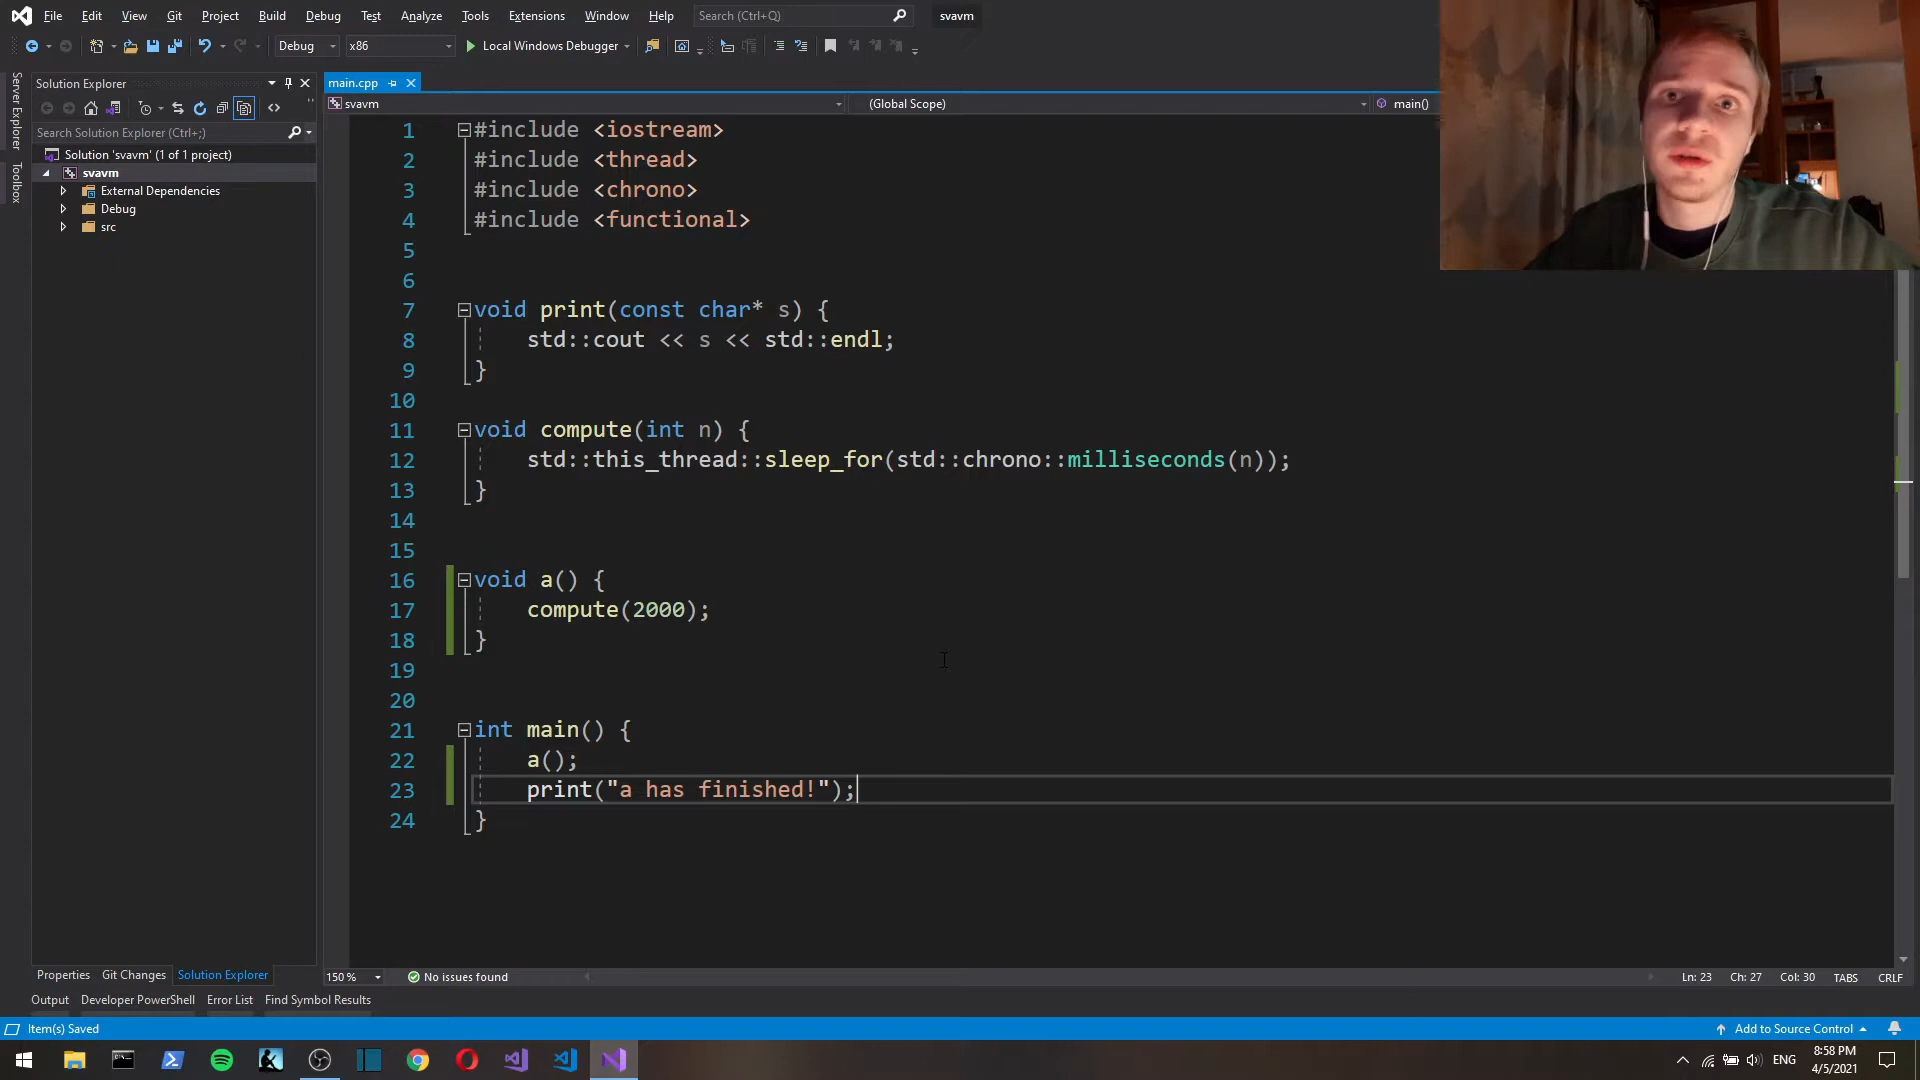 File Edit View Git Project Build Debug Test Analyze Tools Extensions Window Help Search (Ctrl+Q) svavm
Debug x86 Local Windows Debugger
Server Explorer
Toolbox
Solution Explorer
Search Solution Explorer (Ctrl+;)
Solution 'svavm' (1 of 1 project)
svavm
External Dependencies
Debug
src
main.cpp
svavm (Global Scope) main()
1 #include <iostream>
2 #include <thread>
3 #include <chrono>
4 #include <functional>
5
6
7 void print(const char* s) {
8 std::cout << s << std::endl;
9 }
10
11 void compute(int n) {
12 std::this_thread::sleep_for(std::chrono::milliseconds(n));
13 }
14
15
16 void a() {
17 compute(2000);
18 }
19
20
21 int main() {
22 a();
23 print("a has finished!");
24 }
Properties Git Changes Solution Explorer
150 % No issues found Ln: 23 Ch: 27 Col: 30 TABS CRLF
Output Developer PowerShell Error List Find Symbol Results
Item(s) Saved Add to Source Control
ENG 8:58 PM
4/5/2021